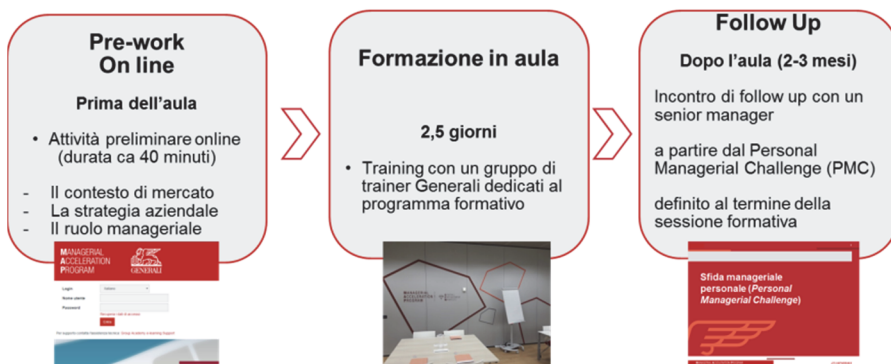 Pre-work
On line
Prima dell'aula
• Attività preliminare online
(durata ca 40 minuti)
- Il contesto di mercato
- La strategia aziendale
- Il ruolo manageriale
MANAGERIAL
ACCELERATION
PROGRAM
GENERALI
Login
Nome utente
Password
Formazione in aula
2,5 giorni
• Training con un gruppo di
trainer Generali dedicati al
programma formativo
MANAGERIAL
ACCELERATION
PROGRAM
Follow Up
Dopo l'aula (2-3 mesi)
Incontro di follow up con un
senior manager
a partire dal Personal
Managerial Challenge (PMC)
definito al termine della
sessione formativa
Sfida manageriale
personale (Personal
Managerial Challenge)